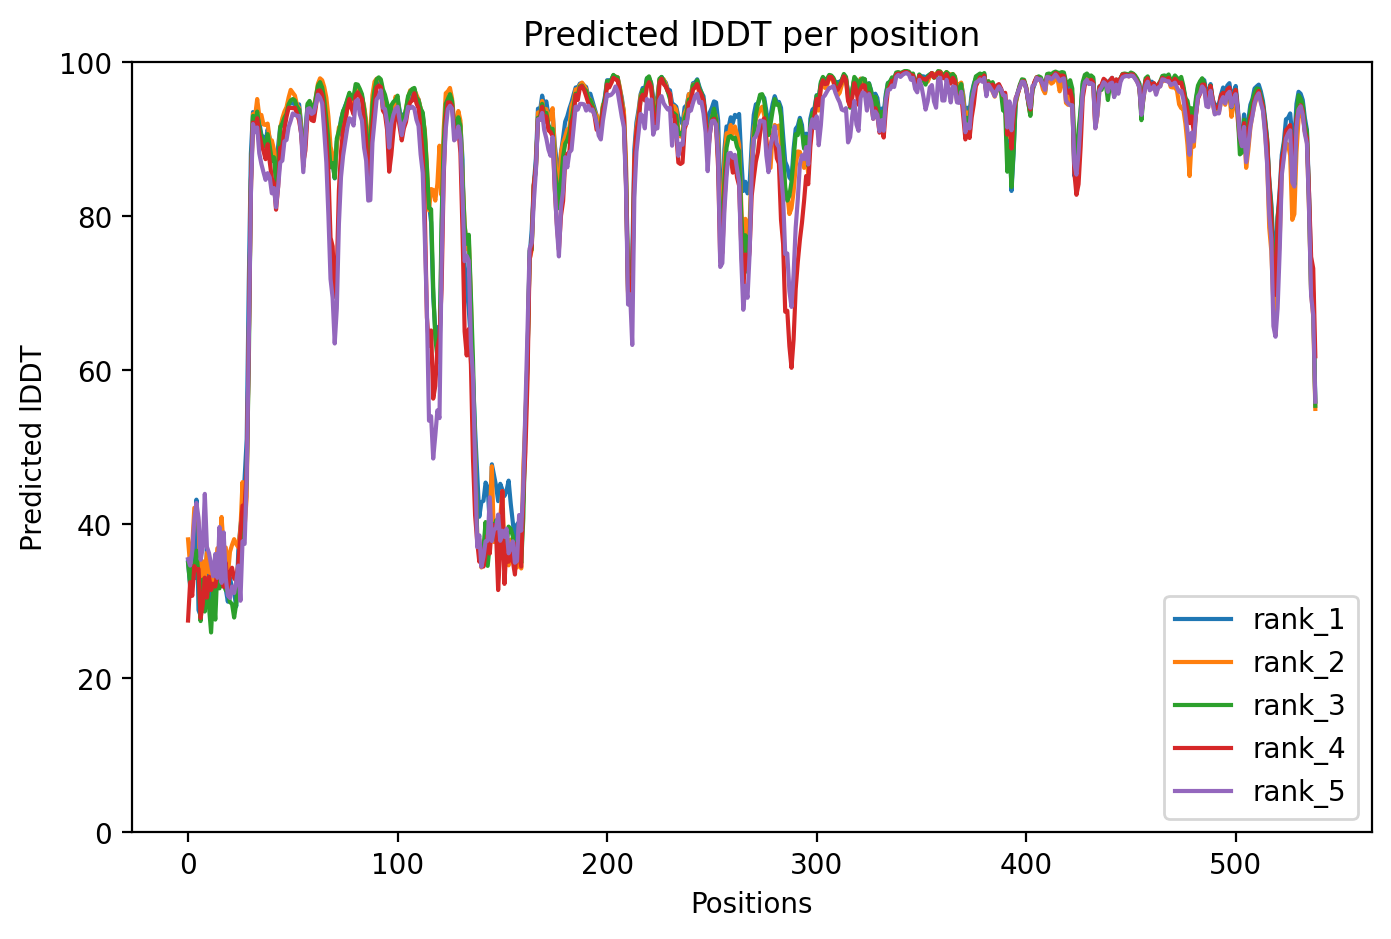 Predicted lDDT per position
100
80
60
40
20
0
Predicted lDDT
0 100 200 300 400 500
Positions
rank_1
rank_2
rank_3
rank_4
rank_5